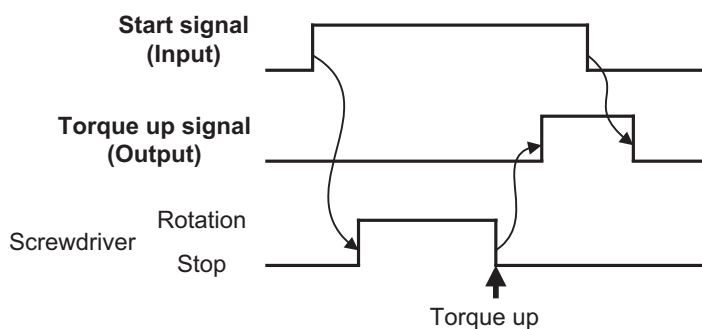 Start signal
(Input)
Torque up signal
(Output)
Rotation
Screwdriver
Stop
Torque up